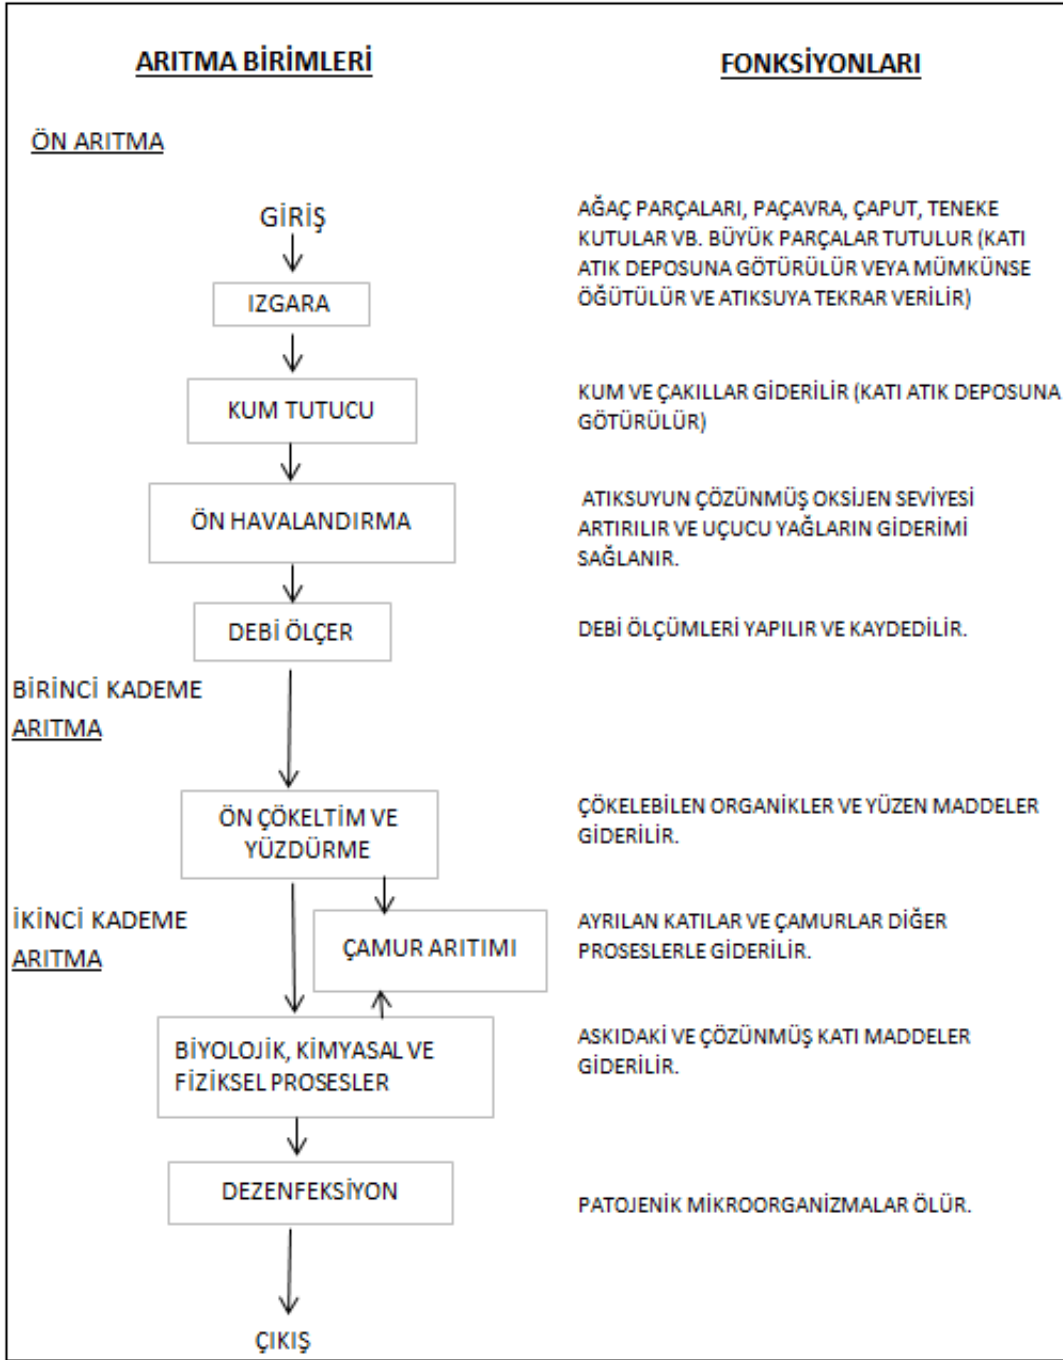 ARITMA BİRİMLERİ
FONKSİYONLARI
ÖN ARITMA
GİRİŞ
AĞAÇ PARÇALARI, PAÇAVRA, ÇAPUT, TENEKE
KUTULAR VB. BÜYÜK PARÇALAR TUTULUR (KATI
ATIK DEPOSUNA GÖTÜRÜLÜR VEYA MÜMKÜNSE
ÖĞÜTÜLÜR VE ATIKSUYA TEKRAR VERİLİR)
IZGARA
KUM TUTUCU
KUM VE ÇAKILLAR GİDERİLİR (KATI ATIK DEPOSUNA
GÖTÜRÜLÜR)
ÖN HAVALANDIRMA
ATIKSUYUN ÇÖZÜNMÜŞ OKSİJEN SEVİYESİ
ARTIRILIR VE UÇUCU YAĞLARIN GİDERİMİ
SAĞLANIR.
DEBİ ÖLÇER
DEBİ ÖLÇÜMLERİ YAPILIR VE KAYDEDİLİR.
BİRİNCİ KADEME
ARITMA
ÖN ÇÖKELTİM VE
YÜZDÜRME
ÇÖKELEBİLEN ORGANİKLER VE YÜZEN MADDELER
GİDERİLİR.
İKİNCİ KADEME
ARITMA
ÇAMUR ARITIMI
AYRILAN KATILAR VE ÇAMURLAR DİĞER
PROSESLERLE GİDERİLİR.
BİYOLOJİK, KİMYASAL VE
FİZİKSEL PROSESLER
ASKIDAKİ VE ÇÖZÜNMÜŞ KATI MADDELER
GİDERİLİR.
DEZENFEKSİYON
PATOJENİK MİKROORGANİZMALAR ÖLÜR.
ÇIKIŞ